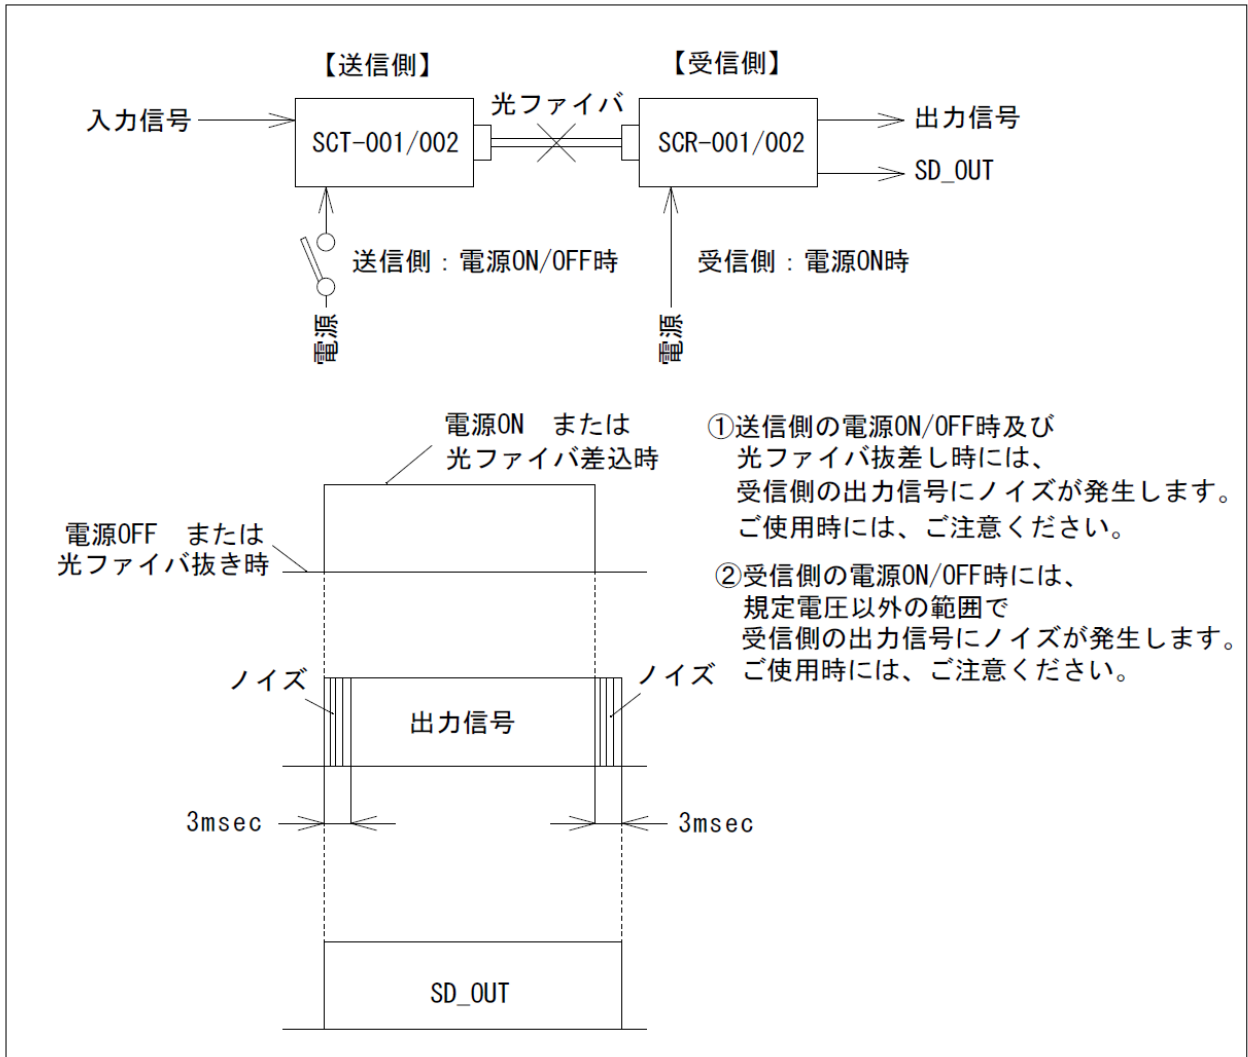 【送信側】
【受信側】
入力信号
SCT-001/002
光ファイバ
SCR-001/002
出力信号
SD_OUT
送信側：電源ON/OFF時
受信側：電源ON時
電源
電源
電源ON　または
光ファイバ差込時
電源OFF　または
光ファイバ抜き時
①送信側の電源ON/OFF時及び
光ファイバ抜差し時には、
受信側の出力信号にノイズが発生します。
ご使用時には、ご注意ください。
②受信側の電源ON/OFF時には、
規定電圧以外の範囲で
受信側の出力信号にノイズが発生します。
ご使用時には、ご注意ください。
ノイズ
ノイズ
出力信号
3msec
3msec
SD_OUT